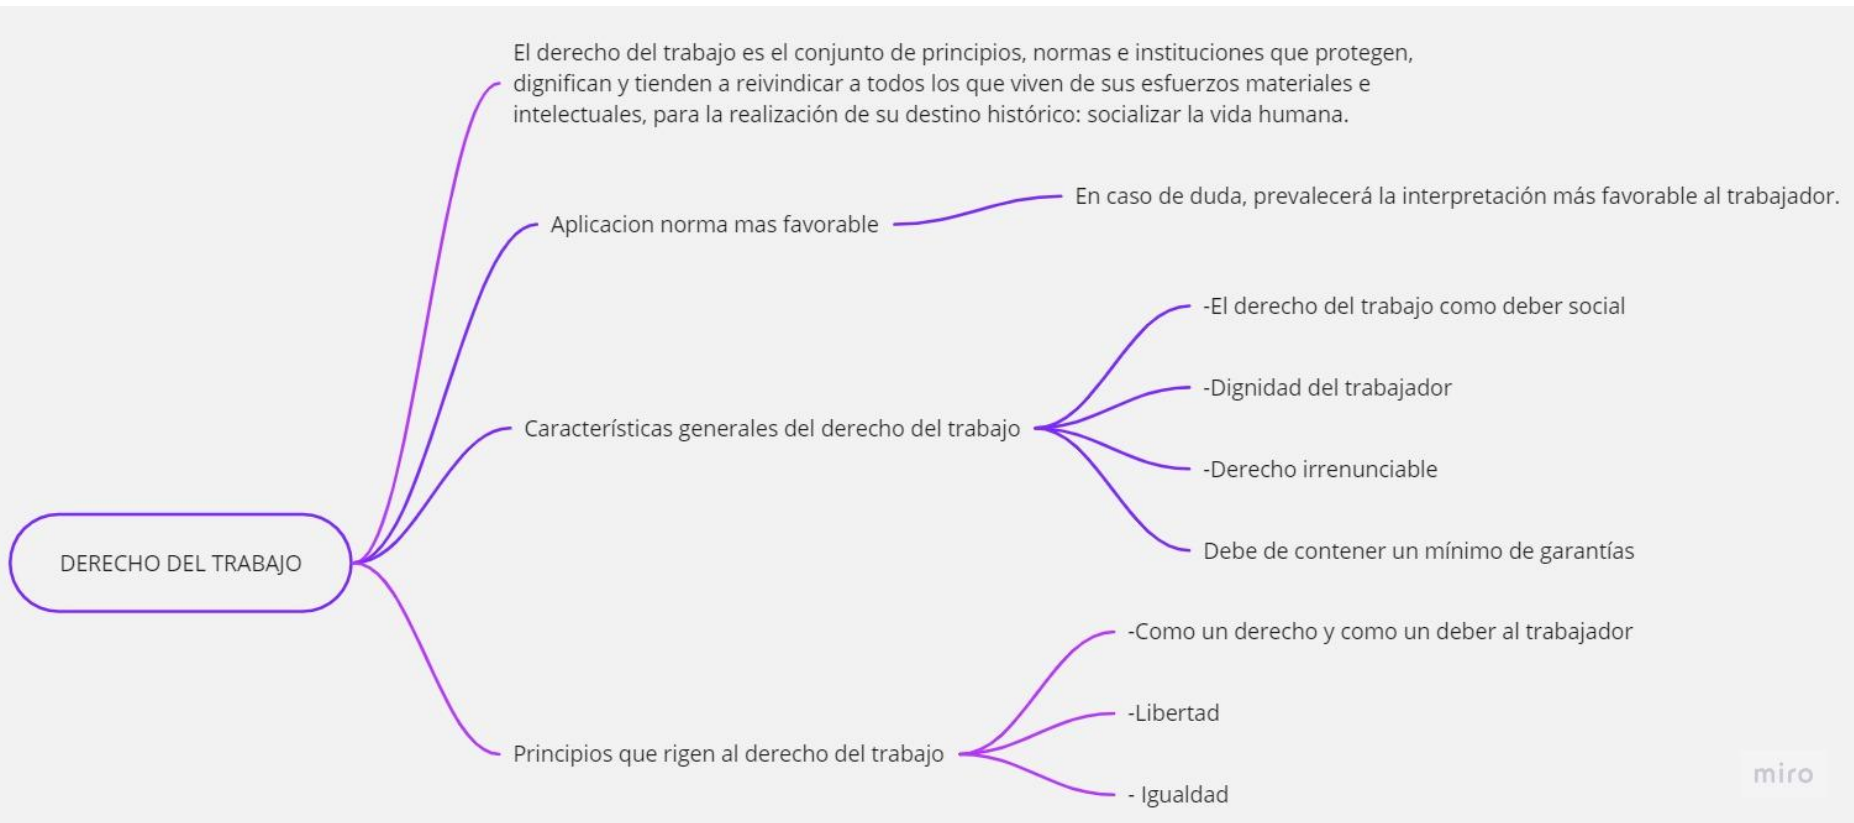 El derecho del trabajo es el conjunto de principios, normas e instituciones que protegen,
dignifican y tienden a reivindicar a todos los que viven de sus esfuerzos materiales e
intelectuales, para la realización de su destino histórico: socializar la vida humana.
Aplicacion norma mas favorable
En caso de duda, prevalecerá la interpretación más favorable al trabajador.
Características generales del derecho del trabajo
-El derecho del trabajo como deber social
-Dignidad del trabajador
-Derecho irrenunciable
Debe de contener un mínimo de garantías
DERECHO DEL TRABAJO
Principios que rigen al derecho del trabajo
-Como un derecho y como un deber al trabajador
-Libertad
- Igualdad
miro